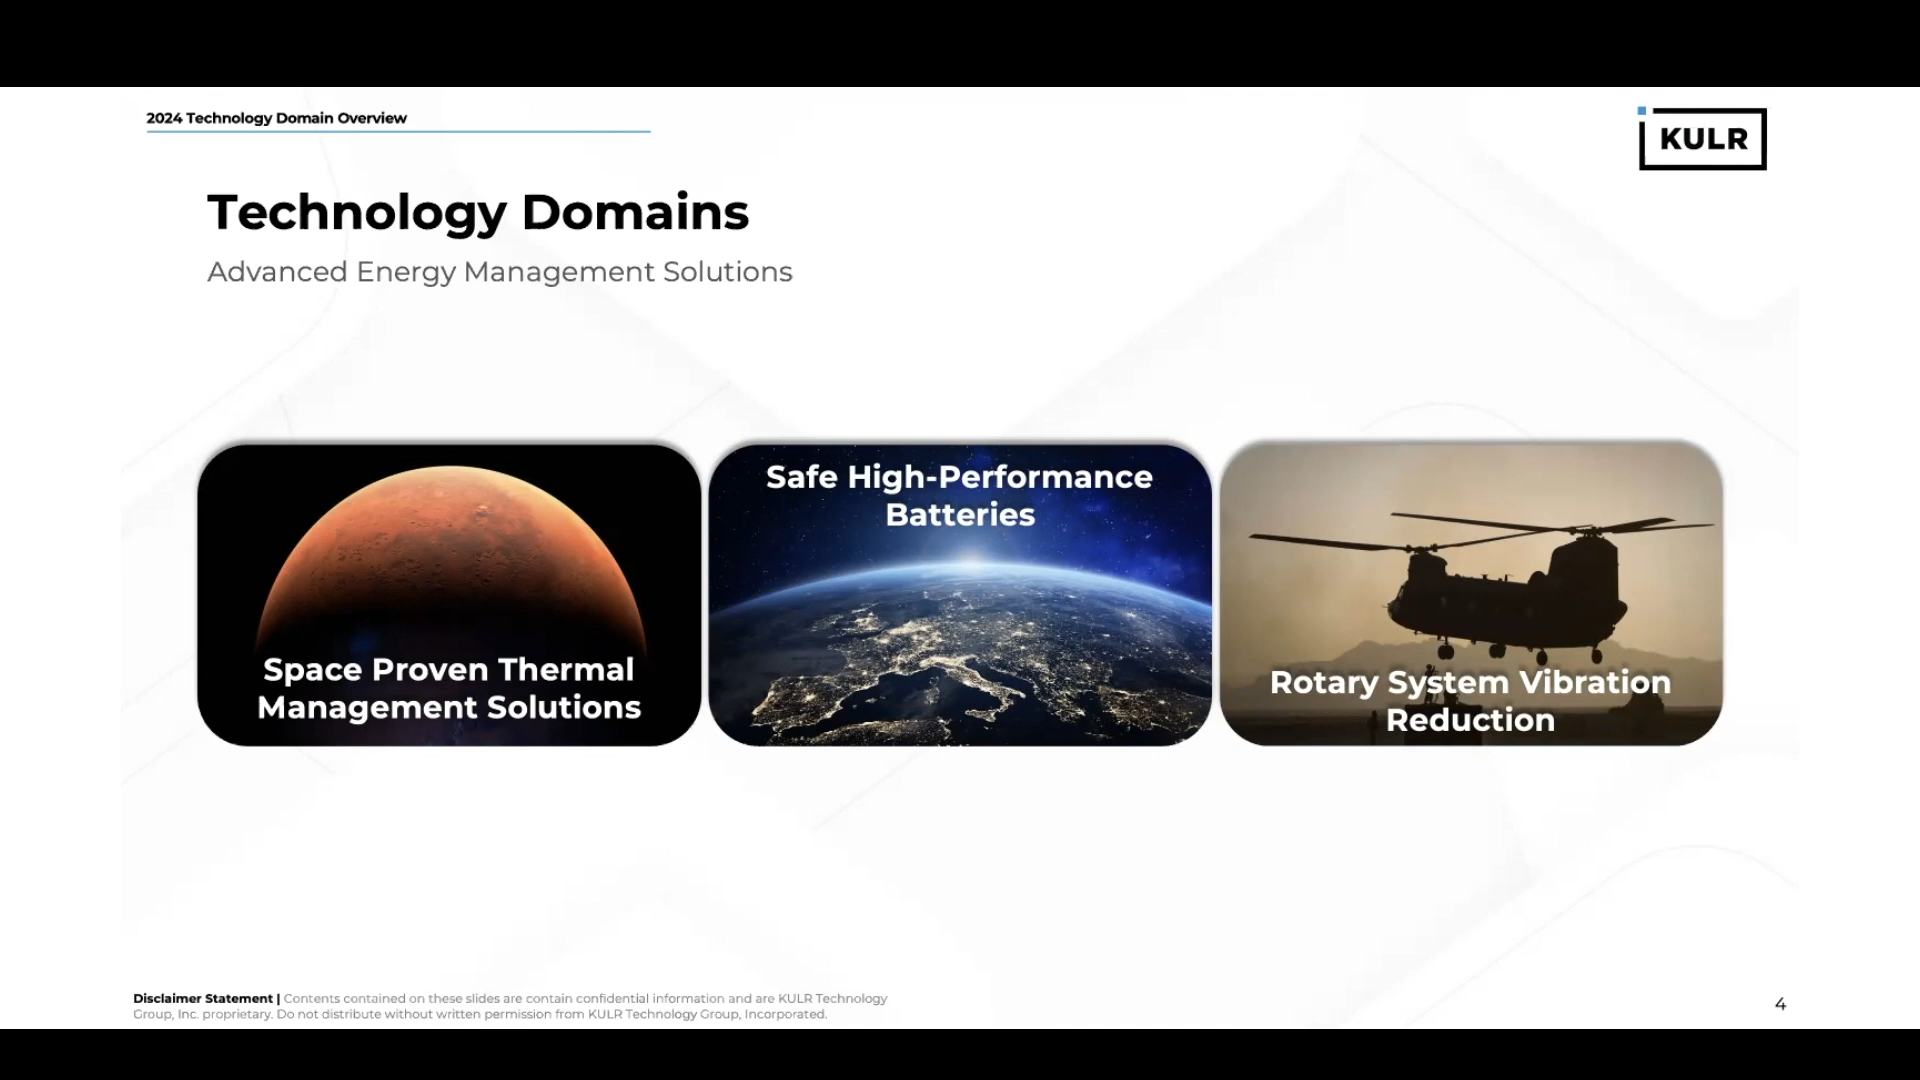 2024 Technology Domain Overview
KULR
Technology Domains
Advanced Energy Management Solutions
Space Proven Thermal
Management Solutions
Safe High-Performance
Batteries
Rotary System Vibration
Reduction
Disclaimer Statement | Contents contained on these slides are contain confidential information and are KULR Technology
Group, Inc. proprietary. Do not distribute without written permission from KULR Technology Group, Incorporated.
4